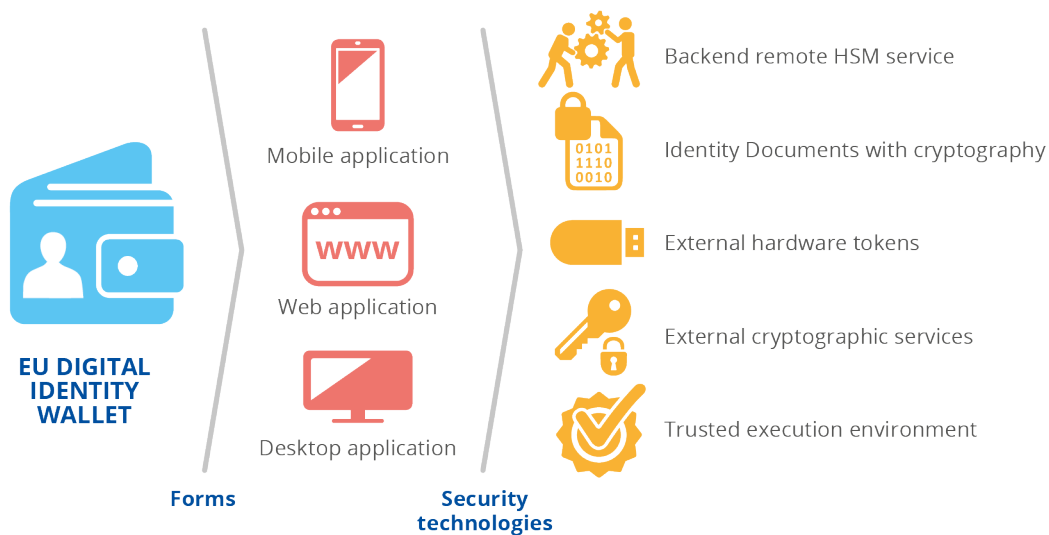 EU DIGITAL
IDENTITY
WALLET
Forms
Mobile application
www
Web application
Desktop application
Security
technologies
Backend remote HSM service
0101
1110
0010
Identity Documents with cryptography
External hardware tokens
External cryptographic services
Trusted execution environment